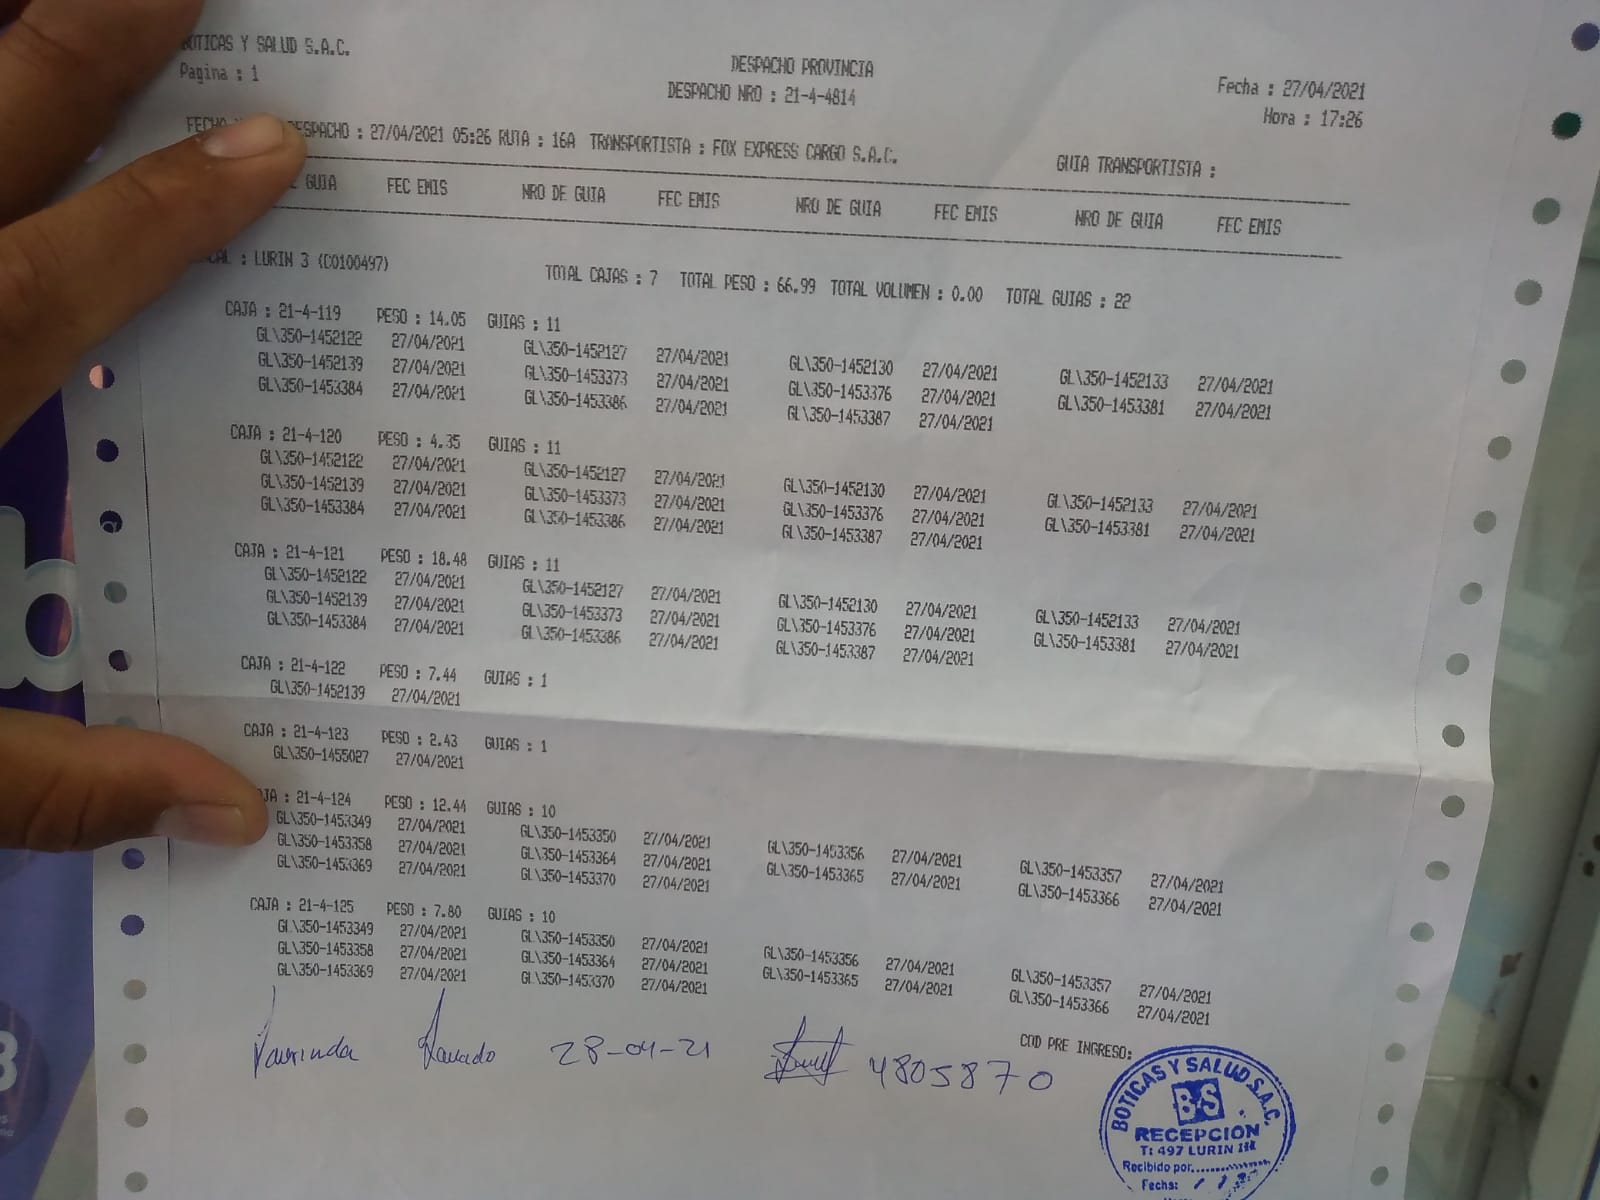 BOTICAS Y SALUD S.A.C.
Pagina : 1
DESPACHO PROVINCIA
DESPACHO NRO : 21-4-4814
Fecha : 27/04/2021
Hora : 17:26
FECHA DESPACHO : 27/04/2021 05:26 RUTA : 16A TRANSPORTISTA : FOX EXPRESS CARGO S.A.C. GUIA TRANSPORTISTA :
GUIA FEC EMIS NRO DE GUIA FEC EMIS NRO DE GUIA FEC EMIS NRO DE GUIA FEC EMIS
: LURIN 3 (C0100497) TOTAL CAJAS : 7 TOTAL PESO : 66.99 TOTAL VOLUMEN : 0.00 TOTAL GUIAS : 22
CAJA : 21-4-119 PESO : 14.05 GUIAS : 11
GL\350-1452122 27/04/2021 GL\350-1452127 27/04/2021 GL\350-1452130 27/04/2021 GL\350-1452133 27/04/2021
GL\350-1452139 27/04/2021 GL\350-1453373 27/04/2021 GL\350-1453376 27/04/2021 GL\350-1453381 27/04/2021
GL\350-1453384 27/04/2021 GL\350-1453386 27/04/2021 GL\350-1453387 27/04/2021
CAJA : 21-4-120 PESO : 4.35 GUIAS : 11
GL\350-1452122 27/04/2021 GL\350-1452127 27/04/2021 GL\350-1452130 27/04/2021 GL\350-1452133 27/04/2021
GL\350-1452139 27/04/2021 GL\350-1453373 27/04/2021 GL\350-1453376 27/04/2021 GL\350-1453381 27/04/2021
GL\350-1453384 27/04/2021 GL\350-1453386 27/04/2021 GL\350-1453387 27/04/2021
CAJA : 21-4-121 PESO : 18.48 GUIAS : 11
GL\350-1452122 27/04/2021 GL\350-1452127 27/04/2021 GL\350-1452130 27/04/2021 GL\350-1452133 27/04/2021
GL\350-1452139 27/04/2021 GL\350-1453373 27/04/2021 GL\350-1453376 27/04/2021 GL\350-1453381 27/04/2021
GL\350-1453384 27/04/2021 GL\350-1453386 27/04/2021 GL\350-1453387 27/04/2021
CAJA : 21-4-122 PESO : 7.44 GUIAS : 1
GL\350-1452139 27/04/2021
CAJA : 21-4-123 PESO : 2.43 GUIAS : 1
GL\350-1455027 27/04/2021
CAJA : 21-4-124 PESO : 12.44 GUIAS : 10
GL\350-1453349 27/04/2021 GL\350-1453350 27/04/2021 GL\350-1453356 27/04/2021 GL\350-1453357 27/04/2021
GL\350-1453358 27/04/2021 GL\350-1453364 27/04/2021 GL\350-1453365 27/04/2021 GL\350-1453366 27/04/2021
GL\350-1453369 27/04/2021 GL\350-1453370 27/04/2021
CAJA : 21-4-125 PESO : 7.80 GUIAS : 10
GL\350-1453349 27/04/2021 GL\350-1453350 27/04/2021 GL\350-1453356 27/04/2021 GL\350-1453357 27/04/2021
GL\350-1453358 27/04/2021 GL\350-1453364 27/04/2021 GL\350-1453365 27/04/2021 GL\350-1453366 27/04/2021
GL\350-1453369 27/04/2021 GL\350-1453370 27/04/2021
COD PRE INGRESO:
28-04-21 4805870
BOTICAS Y SALUD S.A.C.
BS
RECEPCION
T: 497 LURIN III
Recibido por
Fecha: